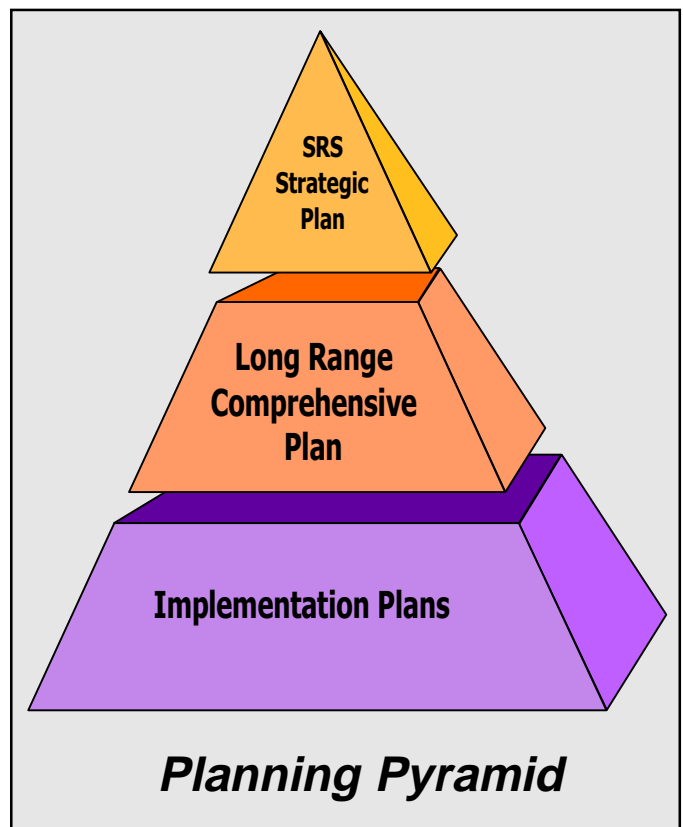 SRS
Strategic
Plan
Long Range
Comprehensive
Plan
Implementation Plans
Planning Pyramid